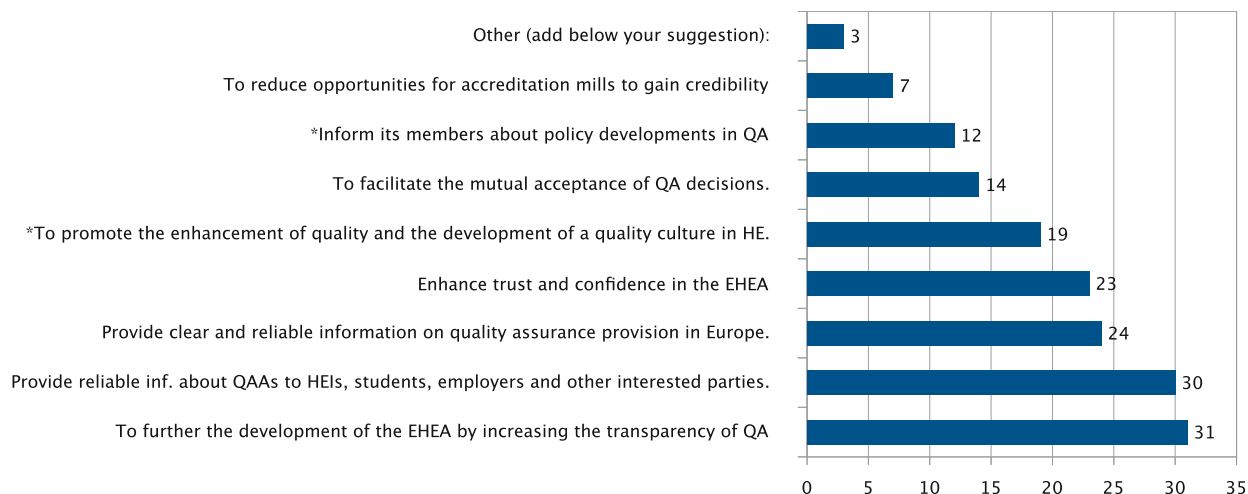 Other (add below your suggestion): 3
To reduce opportunities for accreditation mills to gain credibility 7
*Inform its members about policy developments in QA 12
To facilitate the mutual acceptance of QA decisions. 14
*To promote the enhancement of quality and the development of a quality culture in HE. 19
Enhance trust and confidence in the EHEA 23
Provide clear and reliable information on quality assurance provision in Europe. 24
Provide reliable inf. about QAAs to HEIs, students, employers and other interested parties. 30
To further the development of the EHEA by increasing the transparency of QA 31
0 5 10 15 20 25 30 35